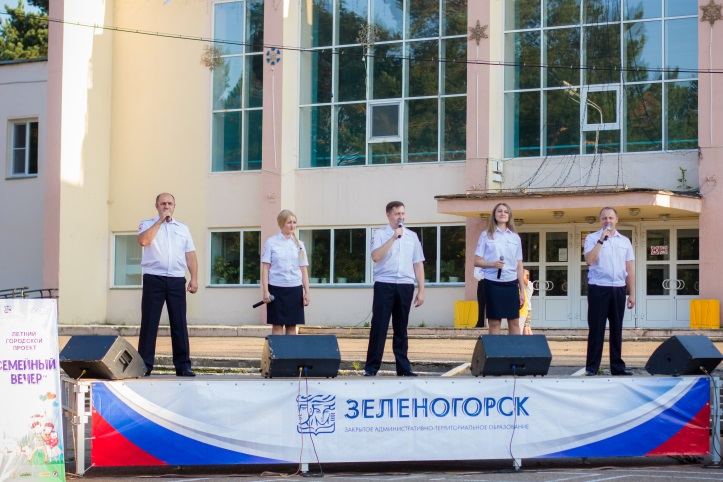 ЛЕТНИЙ
ГОРОДСКОЙ
ПРОЕКТ
СЕМЕЙНЫЙ
ВЕЧЕР
ЗЕЛЕНОГОРСК
ЗАКРЫТОЕ АДМИНИСТРАТИВНО-ТЕРРИТОРИАЛЬНОЕ ОБРАЗОВАНИЕ